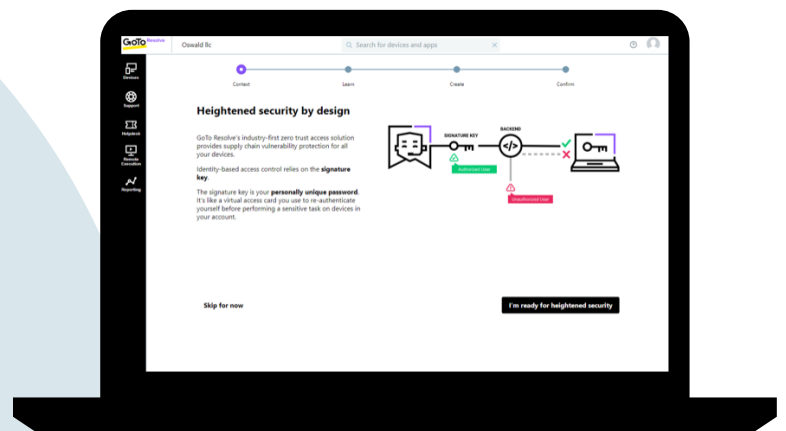 GoTo Resolve
Oswald llc
Search for devices and apps
Devices
Support
Helpdesk
Remote
Execution
Reporting
Context
Learn
Create
Confirm
Heightened security by design
GoTo Resolve's industry-first zero trust access solution
provides supply chain vulnerability protection for all
your devices.
Identity-based access control relies on the signature
key.
The signature key is your personally unique password.
It's like a virtual access card you use to re-authenticate
yourself before performing a sensitive task on devices in
your account.
SIGNATURE KEY
BACKEND
</>
Authorized User
Unauthorized User
Skip for now
I'm ready for heightened security